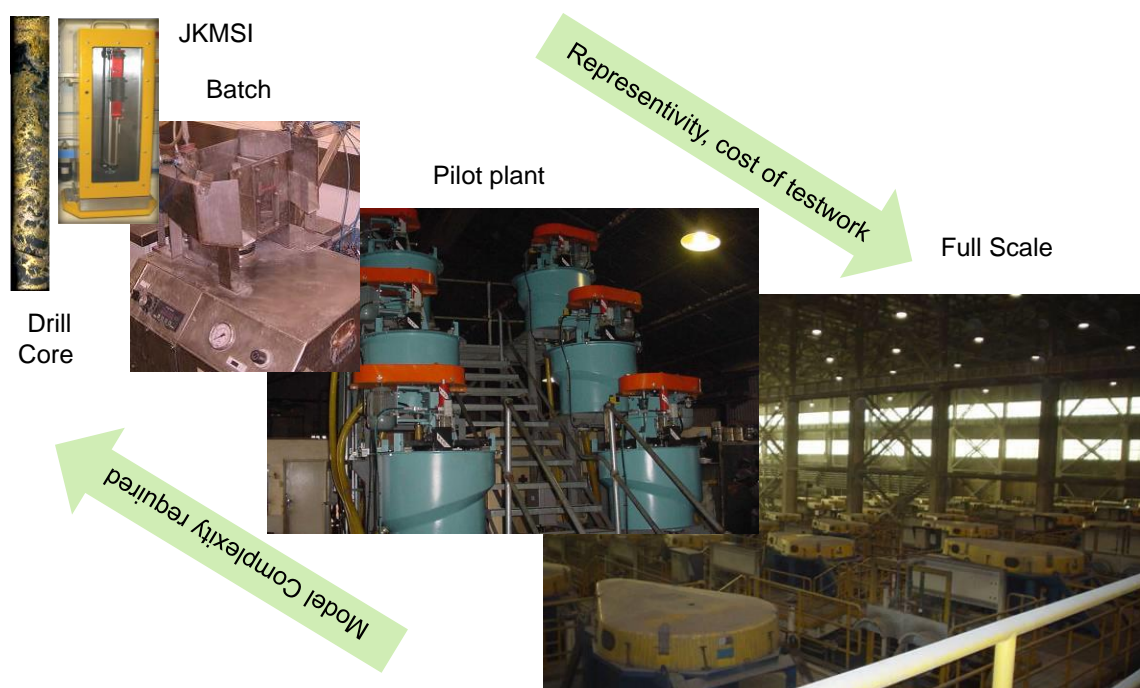 JKMSI
Batch
Representivity, cost of testwork
Pilot plant
Full Scale
Drill
Core
Model Complexity required